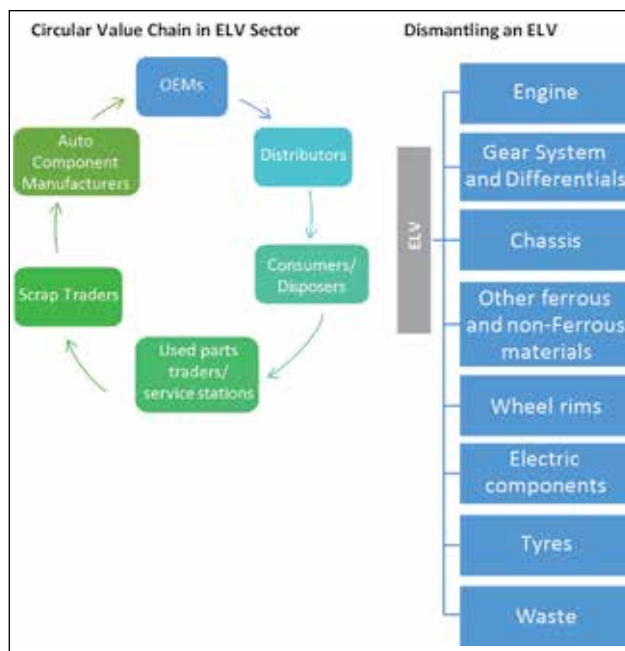 Circular Value Chain in ELV Sector
OEMs
Distributors
Consumers/
Disposers
Used parts
traders/
service stations
Scrap Traders
Auto
Component
Manufacturers
Dismantling an ELV
ELV
Engine
Gear System
and Differentials
Chassis
Other ferrous
and non-Ferrous
materials
Wheel rims
Electric
components
Tyres
Waste